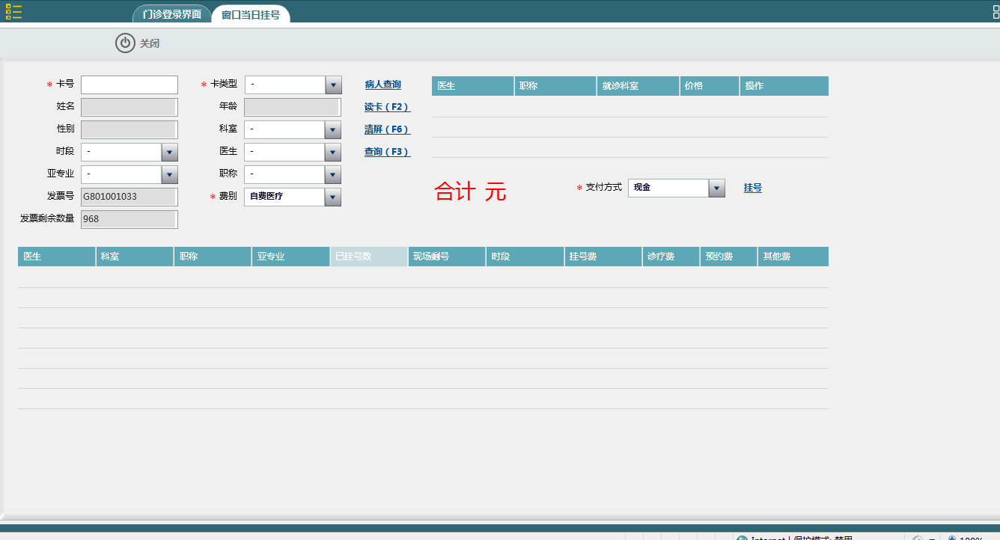 门诊登录界面 窗口当日挂号
关闭
* 卡号 * 卡类型 - 病人查询 医生 职称 就诊科室 价格 操作
姓名 年龄 读卡（F2）
性别 科室 - 清屏（F6）
时段 - 医生 - 查询（F3）
亚专业 - 职称 - 合计 元 * 支付方式 现金 挂号
发票号 G801001033 * 费别 自费医疗
发票剩余数量 968
医生 科室 职称 亚专业 已挂号数 现场剩号 时段 挂号费 诊疗费 预约费 其他费
Internet | 保护模式: 禁用 100%